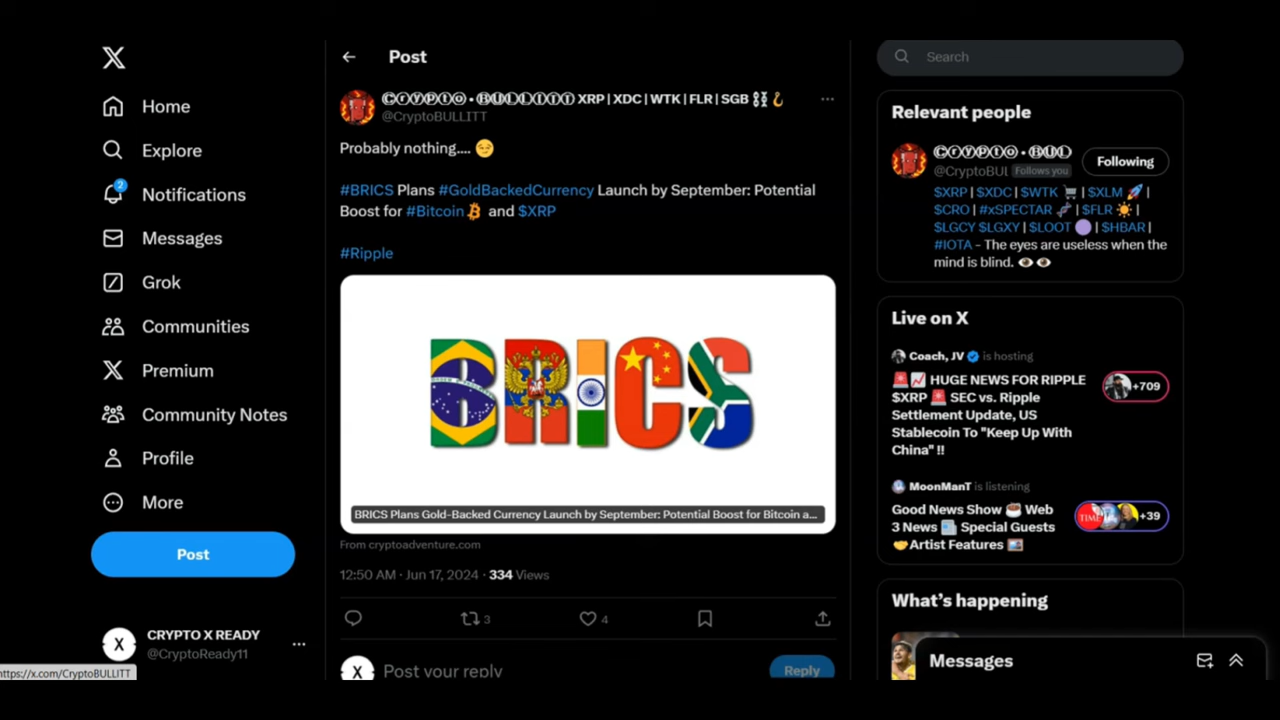 Home
Explore
2
Notifications
Messages
Grok
Communities
Premium
Community Notes
Profile
More
Post
CRYPTO X READY
@CryptoReady11
https://x.com/CryptoBULLITT
Post
Ⓒⓡⓨⓟⓣⓞ • ⒷⓊⓁⓁⒾⓉⓉ XRP | XDC | WTK | FLR | SGB ⛓️🪝
@CryptoBULLITT
Probably nothing.... 😏
#BRICS Plans #GoldBackedCurrency Launch by September: Potential
Boost for #Bitcoin and $XRP
#Ripple
BRICS
BRICS Plans Gold-Backed Currency Launch by September: Potential Boost for Bitcoin a...
From cryptoadventure.com
12:50 AM · Jun 17, 2024 · 334 Views
3
4
X
Post your reply
Reply
Search
Relevant people
Ⓒⓡⓨⓟⓣⓞ • ⒷⓊⓁ
@CryptoBUL Follows you
Following
$XRP | $XDC | $WTK 🛒 | $XLM 🚀 |
$CRO | #xSPECTAR 🧬 | $FLR ☀️ |
$LGCY $LGXY | $LOOT 🟣 | $HBAR |
#IOTA - The eyes are useless when the
mind is blind. 👁️👁️
Live on X
Coach, JV is hosting
🚨📈 HUGE NEWS FOR RIPPLE
$XRP 🚨 SEC vs. Ripple
Settlement Update, US
Stablecoin To "Keep Up With
China" !!
+709
MoonManT is listening
Good News Show ☕ Web
3 News 📰 Special Guests
🤝Artist Features 🖼️
TIME
+39
What's happening
Messages